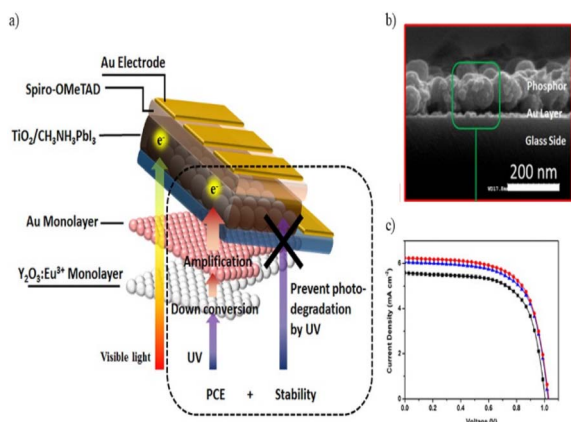 a)
Au Electrode
Spiro-OMeTAD
TiO₂/CH₃NH₃PbI₃
e⁻
e⁻
Au Monolayer
Amplification
Y₂O₃:Eu³⁺ Monolayer
Down conversion
Prevent photo-
degradation
by UV
Visible light
UV
PCE + Stability
b)
Phosphor
Au Layer
Glass Side
200 nm
c)
Current Density (mA cm⁻²)
6
4
2
0
0.0 0.2 0.4 0.6 0.8 1.0
Voltage (V)